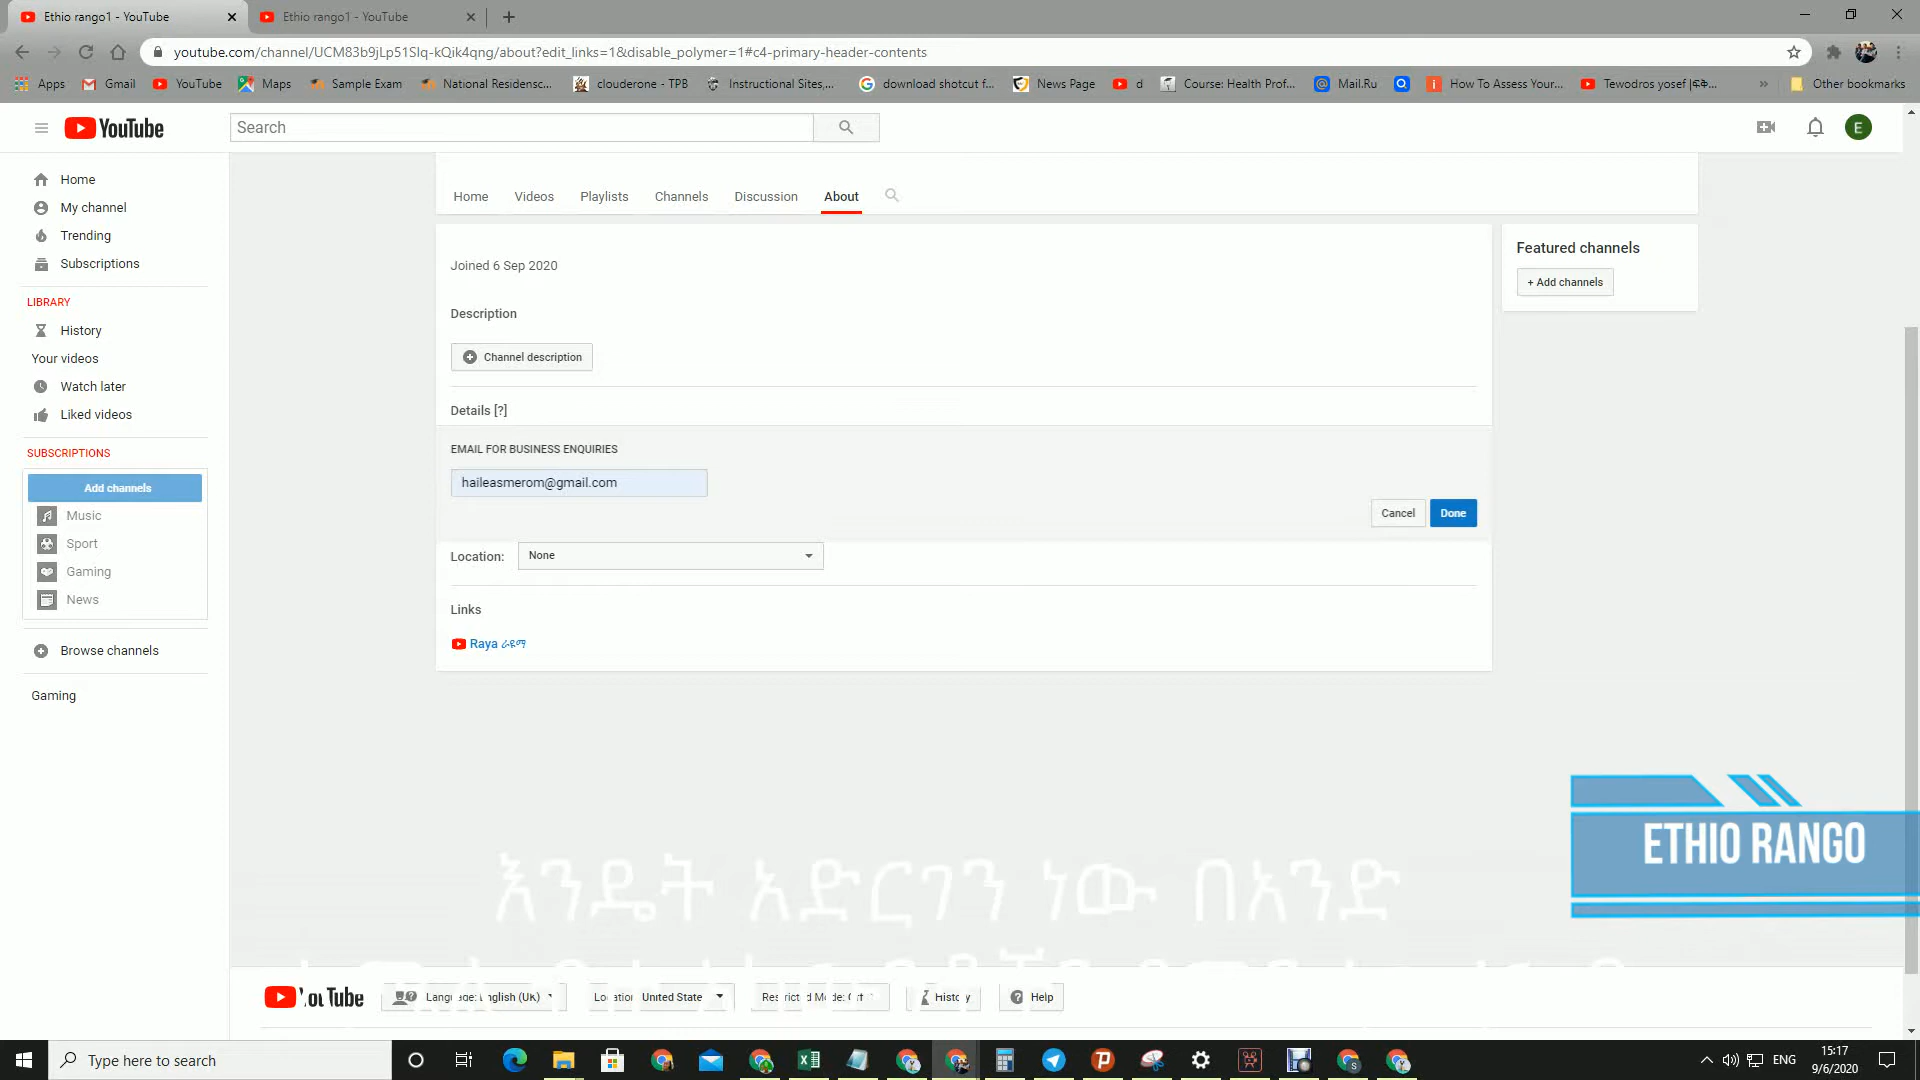 Ethio rango1 - YouTube
Ethio rango1 - YouTube
youtube.com/channel/UCM83b9jLp51SIq-kQik4qng/about?edit_links=1&disable_polymer=1#c4-primary-header-contents
Apps Gmail YouTube Maps Sample Exam National Residensc... clouderone - TPB Instructional Sites,... download shotcut f... News Page d Course: Health Prof... Mail.Ru How To Assess Your... Tewodros yosef » Other bookmarks
YouTube
Search
E
Home
My channel
Trending
Subscriptions
LIBRARY
History
Your videos
Watch later
Liked videos
SUBSCRIPTIONS
Add channels
Music
Sport
Gaming
News
Browse channels
Gaming
Home Videos Playlists Channels Discussion About
Joined 6 Sep 2020
Description
Channel description
Details [?]
EMAIL FOR BUSINESS ENQUIRIES
haileasmerom@gmail.com
Cancel Done
Location: None
Links
Raya ራዩማ
Featured channels
+ Add channels
ETHIO RANGO
እንዴት አድርገን ነው በአንድ
YouTube Language: English (UK) Location United State Restricted Mode: History Help
Type here to search
ENG
15:17
9/6/2020